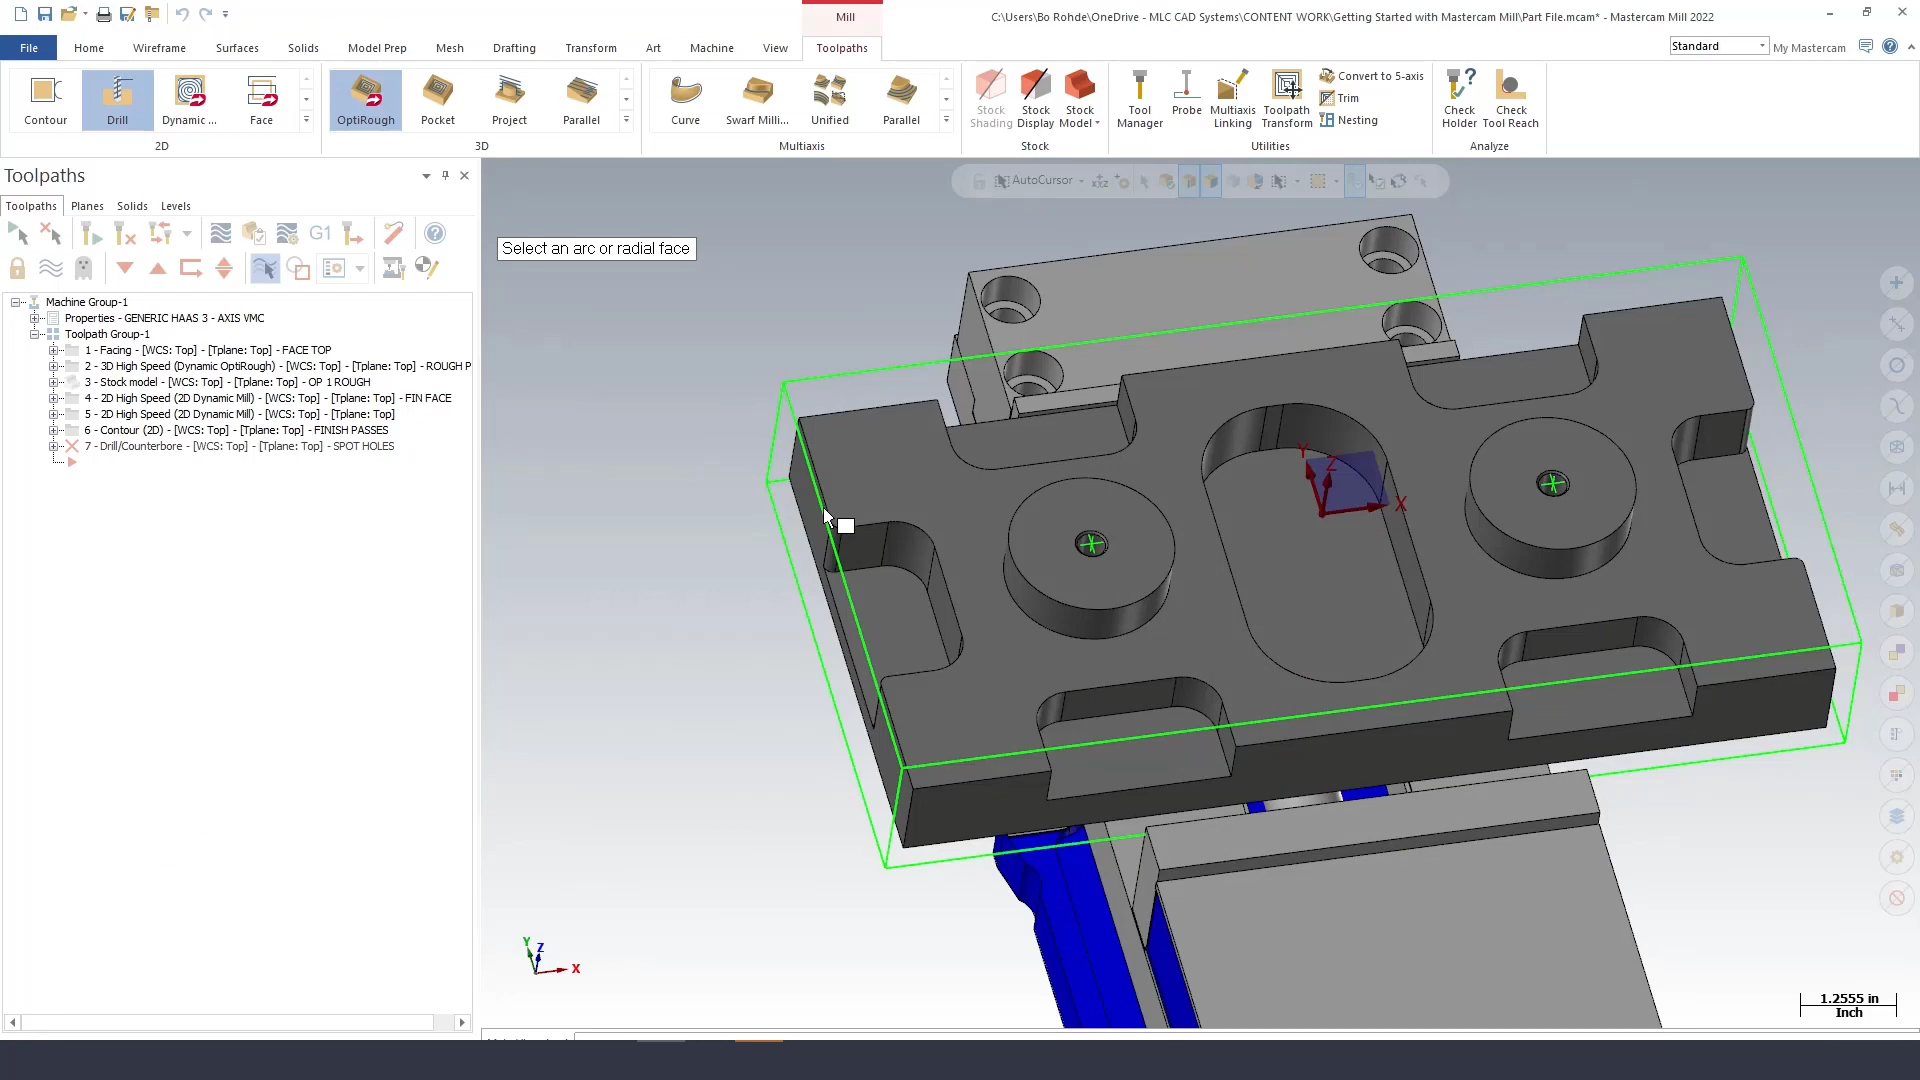 Mill
C:\Users\Bo Rohde\OneDrive - MLC CAD Systems\CONTENT WORK\Getting Started with Mastercam Mill\Part File.mcam* - Mastercam Mill 2022
File Home Wireframe Surfaces Solids Model Prep Mesh Drafting Transform Art Machine View Toolpaths
Standard My Mastercam
Contour Drill Dynamic ... Face
2D
OptiRough Pocket Project Parallel
3D
Curve Swarf Milli... Unified Parallel
Multiaxis
Stock Shading Stock Display Stock Model
Stock
Tool Manager Probe Multiaxis Linking Toolpath Transform
Convert to 5-axis
Trim
Nesting
Utilities
Check Holder Check Tool Reach
Analyze
Toolpaths
Toolpaths Planes Solids Levels
G1
AutoCursor
Select an arc or radial face
Machine Group-1
Properties - GENERIC HAAS 3 - AXIS VMC
Toolpath Group-1
1 - Facing - [WCS: Top] - [Tplane: Top] - FACE TOP
2 - 3D High Speed (Dynamic OptiRough) - [WCS: Top] - [Tplane: Top] - ROUGH P
3 - Stock model - [WCS: Top] - [Tplane: Top] - OP 1 ROUGH
4 - 2D High Speed (2D Dynamic Mill) - [WCS: Top] - [Tplane: Top] - FIN FACE
5 - 2D High Speed (2D Dynamic Mill) - [WCS: Top] - [Tplane: Top]
6 - Contour (2D) - [WCS: Top] - [Tplane: Top] - FINISH PASSES
7 - Drill/Counterbore - [WCS: Top] - [Tplane: Top] - SPOT HOLES
Y Z X
Y Z X
1.2555 in
Inch